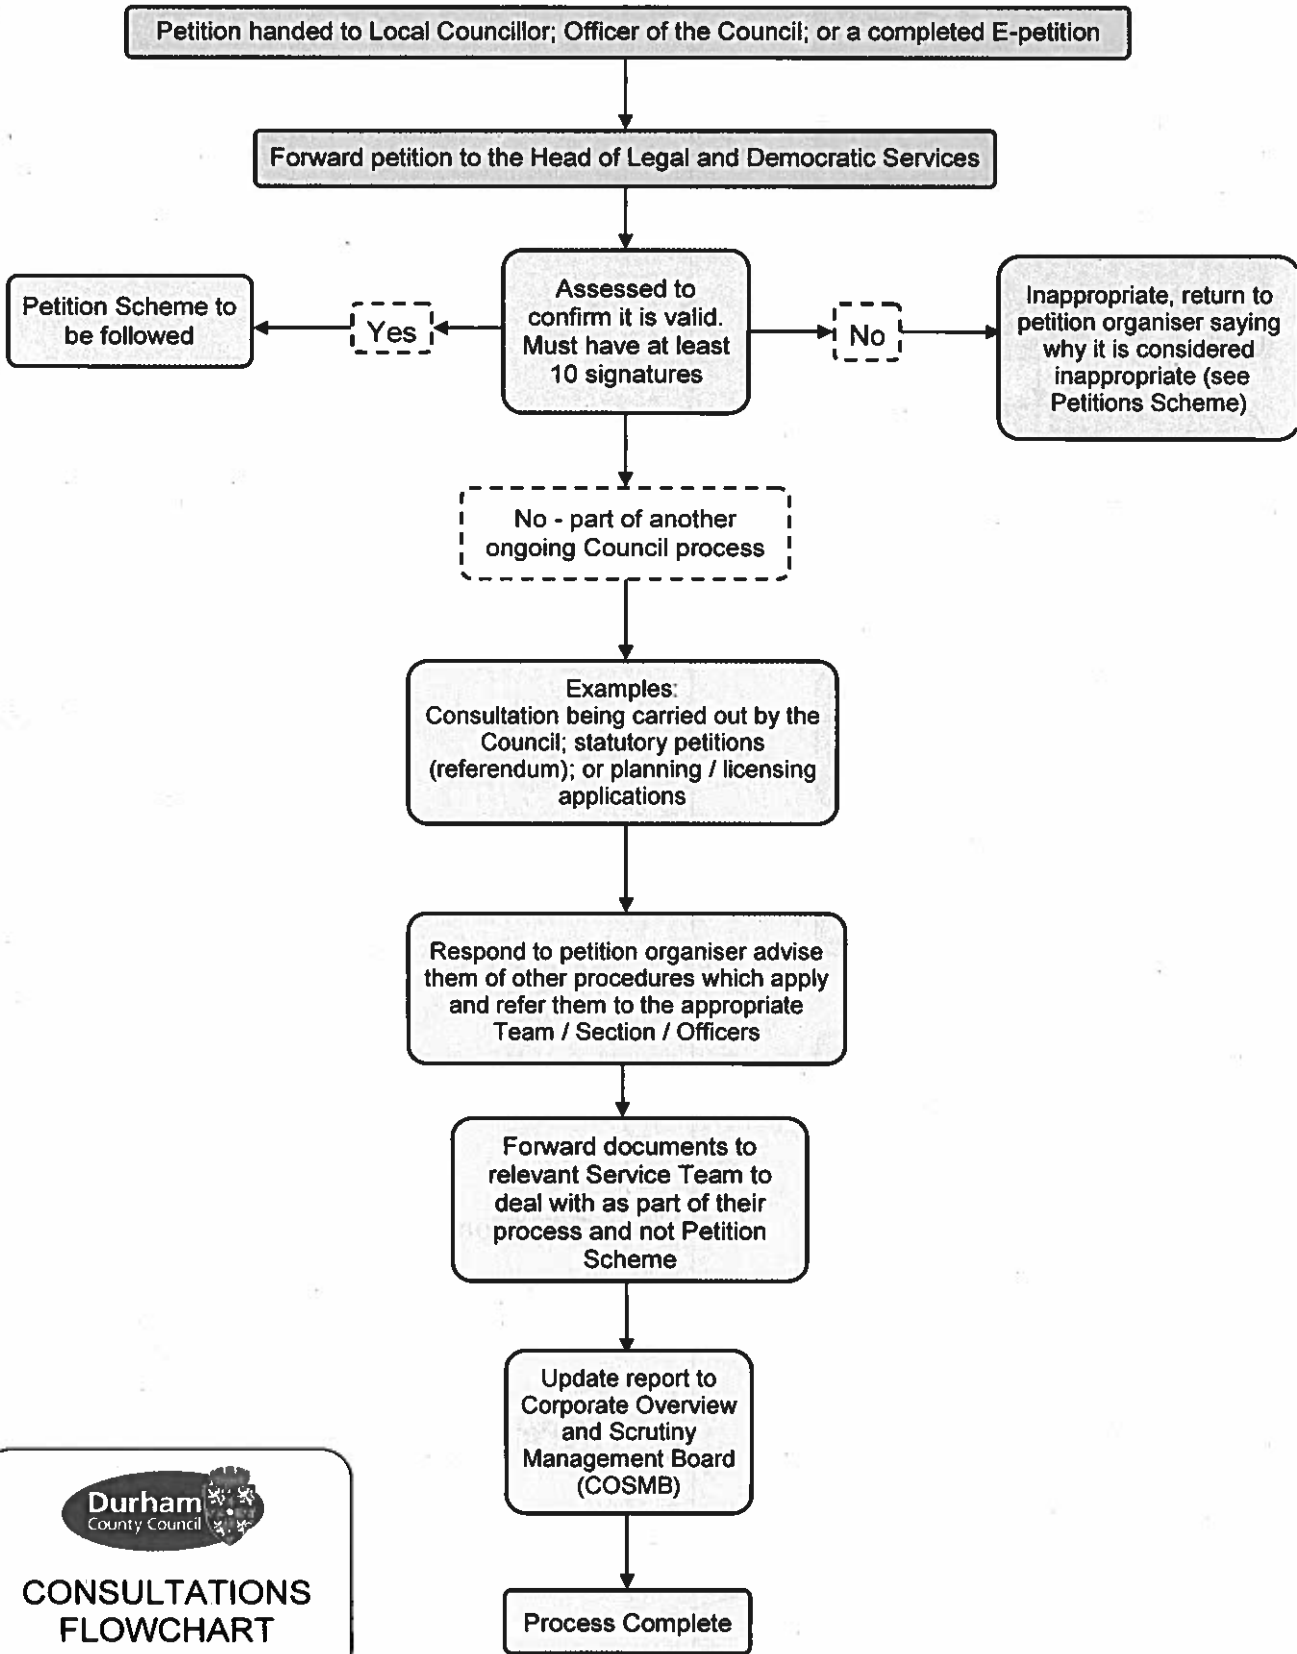 Petition handed to Local Councillor; Officer of the Council; or a completed E-petition
Forward petition to the Head of Legal and Democratic Services
Petition Scheme to
be followed
Yes
Assessed to
confirm it is valid.
Must have at least
10 signatures
No
Inappropriate, return to
petition organiser saying
why it is considered
inappropriate (see
Petitions Scheme)
No - part of another
ongoing Council process
Examples:
Consultation being carried out by the
Council; statutory petitions
(referendum); or planning / licensing
applications
Respond to petition organiser advise
them of other procedures which apply
and refer them to the appropriate
Team / Section / Officers
Forward documents to
relevant Service Team to
deal with as part of their
process and not Petition
Scheme
Update report to
Corporate Overview
and Scrutiny
Management Board
(COSMB)
Process Complete
Durham
County Council
CONSULTATIONS
FLOWCHART